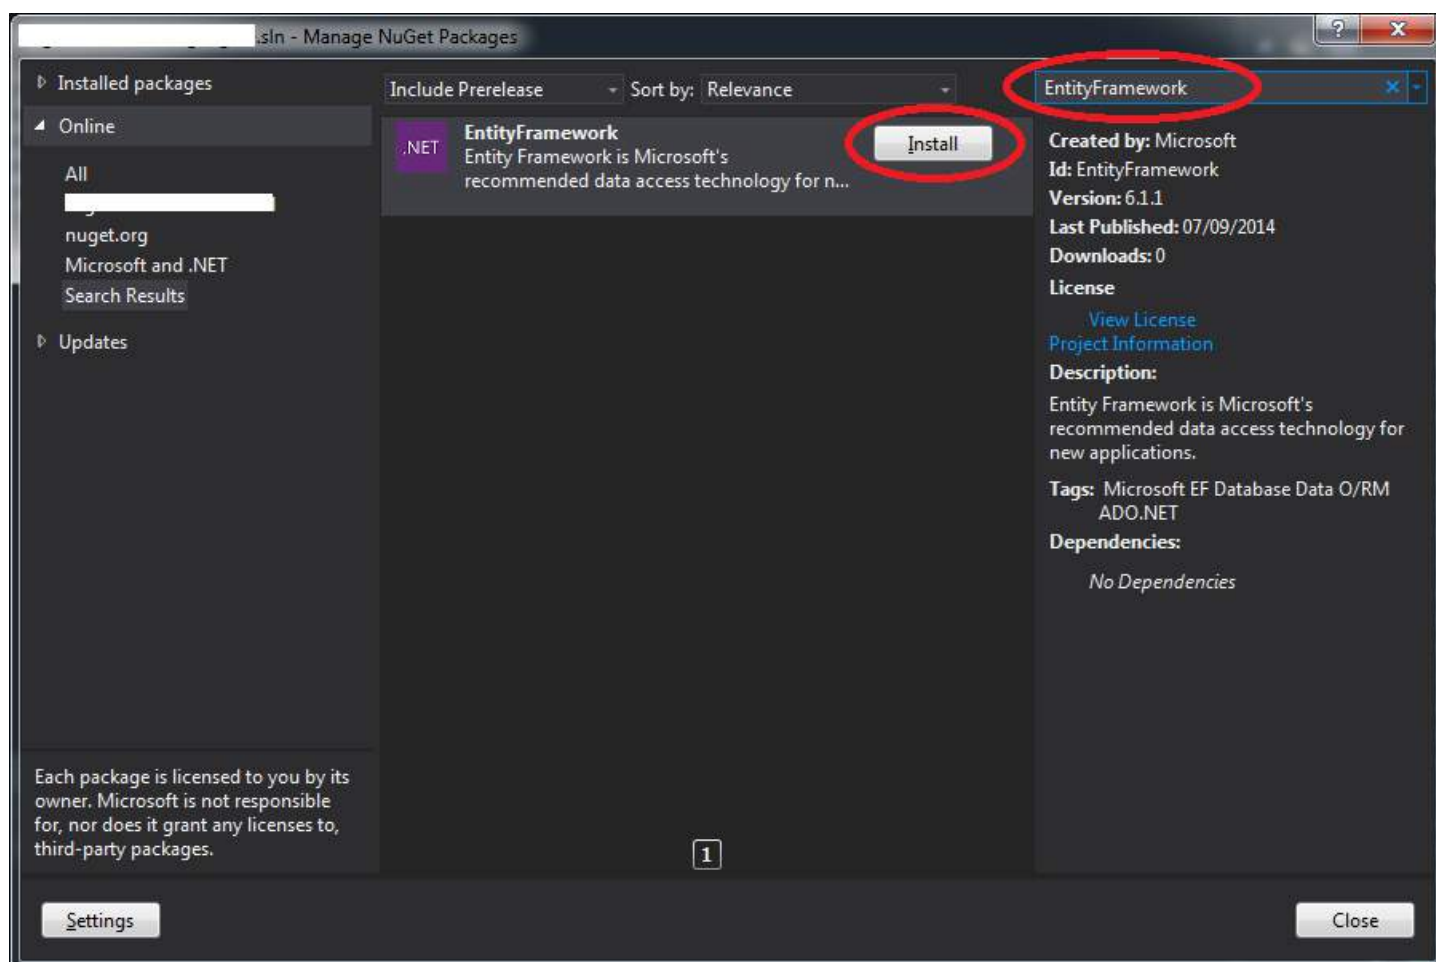 .sln - Manage NuGet Packages
?
X
Installed packages
Include Prerelease
Sort by: Relevance
EntityFramework
Online
All
nuget.org
Microsoft and .NET
Search Results
Updates
.NET
EntityFramework
Entity Framework is Microsoft's
recommended data access technology for n...
Install
Created by: Microsoft
Id: EntityFramework
Version: 6.1.1
Last Published: 07/09/2014
Downloads: 0
License
View License
Project Information
Description:
Entity Framework is Microsoft's
recommended data access technology for
new applications.
Tags: Microsoft EF Database Data O/RM
ADO.NET
Dependencies:
No Dependencies
Each package is licensed to you by its
owner. Microsoft is not responsible
for, nor does it grant any licenses to,
third-party packages.
1
Settings
Close